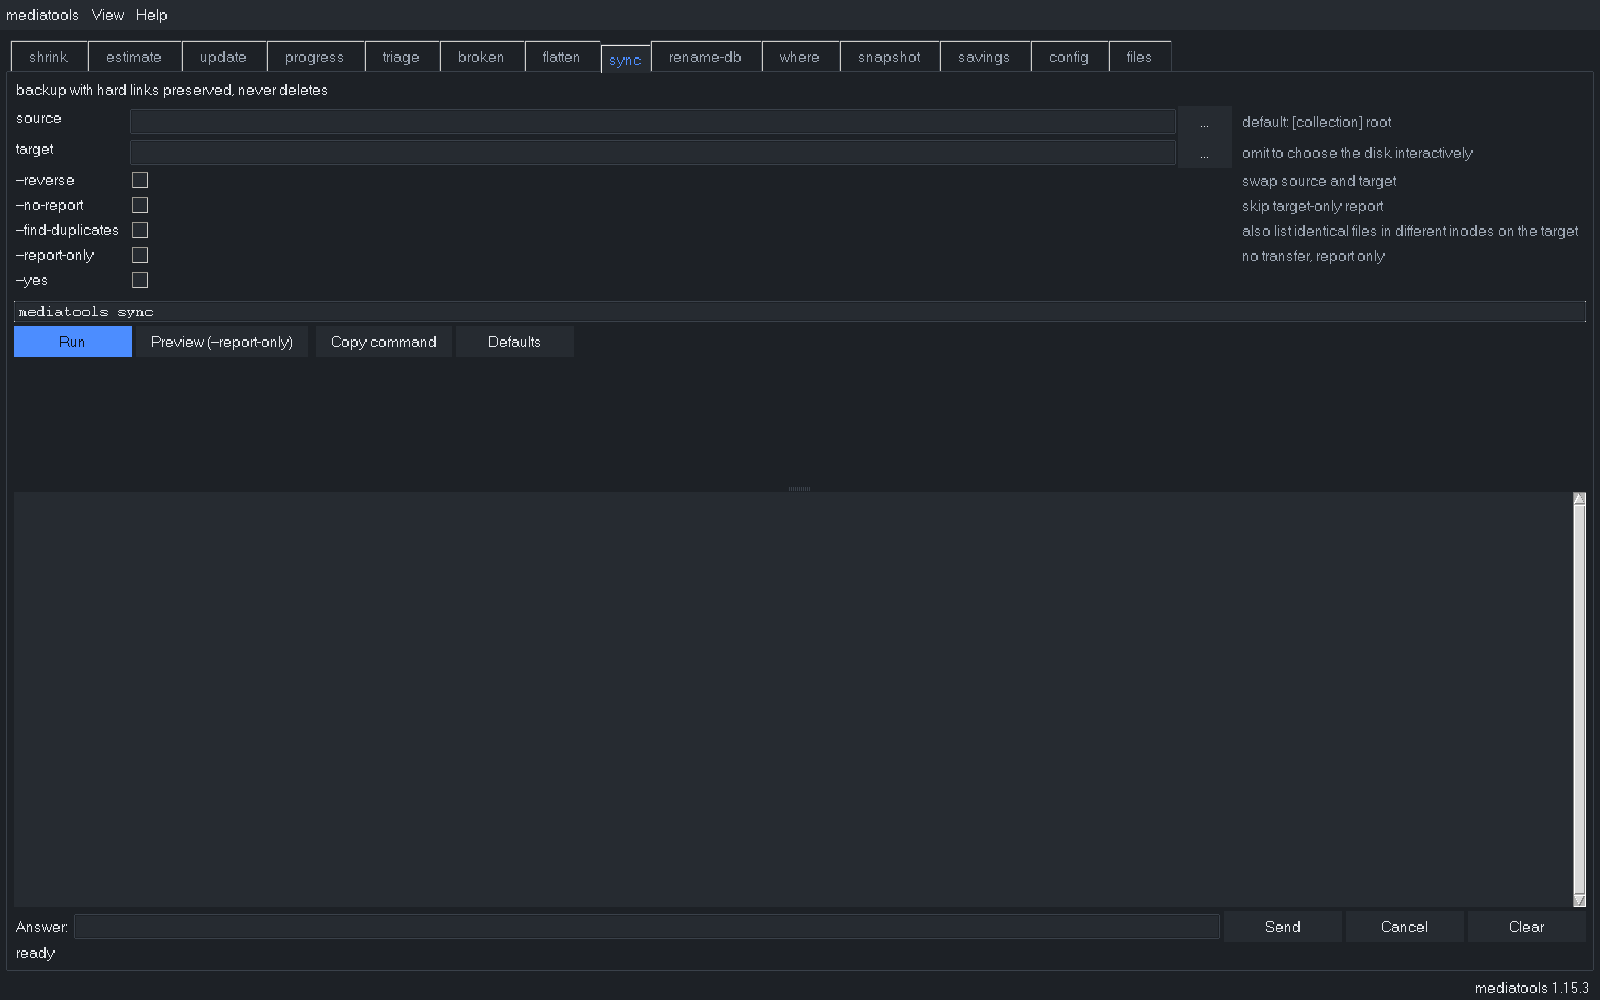 mediatools View Help
shrink estimate update progress triage broken flatten sync rename-db where snapshot savings config files
backup with hard links preserved, never deletes
source ... default: [collection] root
target ... omit to choose the disk interactively
--reverse swap source and target
--no-report skip target-only report
--find-duplicates also list identical files in different inodes on the target
--report-only no transfer, report only
--yes
mediatools sync
Run Preview (--report-only) Copy command Defaults
Answer: Send Cancel Clear
ready
mediatools 1.15.3